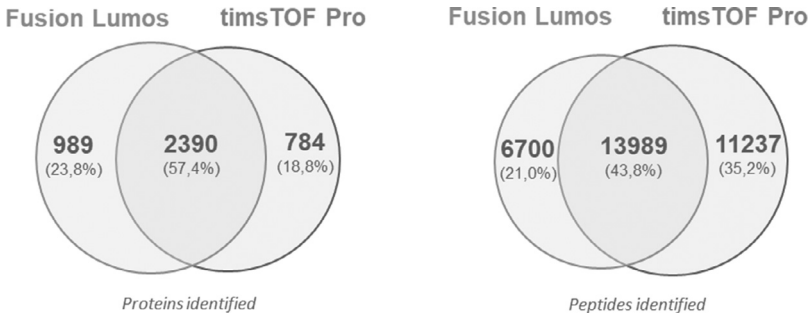 Fusion Lumos
timsTOF Pro
989
(23,8%)
2390
(57,4%)
784
(18,8%)
Proteins identified
Fusion Lumos
timsTOF Pro
6700
(21,0%)
13989
(43,8%)
11237
(35,2%)
Peptides identified